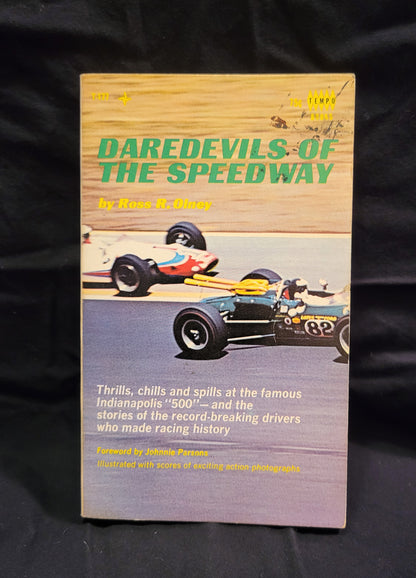 TEMPO
DAREDEVILS OF
THE SPEEDWAY
by Ross R. Olney
82
Thrills, chills and spills at the famous
Indianapolis "500"—and the
stories of the record-breaking drivers
who made racing history
Foreword by Johnnie Parsons
Illustrated with scores of exciting action-photographs